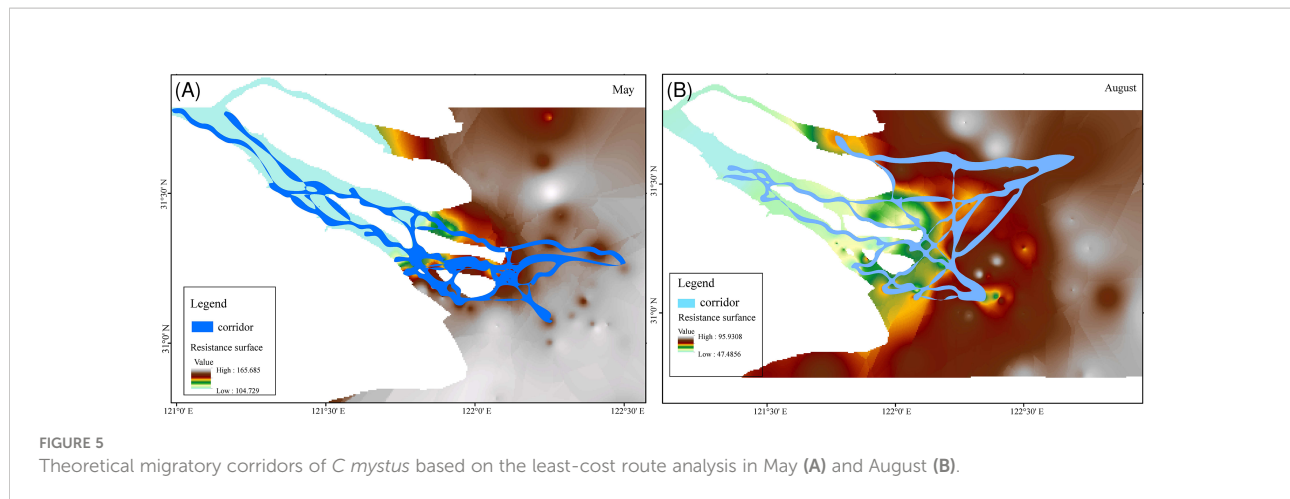 (A)
May
31°30' N
31°0' N
Legend
corridor
Resistance surface
Value
High : 165.685
Low : 104.729
121°0' E
121°30' E
122°0' E
122°30' E
(B)
August
31°30' N
31°0' N
Legend
corridor
Resistance surface
Value
High : 95.9308
Low : 47.4856
121°30' E
122°0' E
122°30' E
FIGURE 5
Theoretical migratory corridors of C mystus based on the least-cost route analysis in May (A) and August (B).